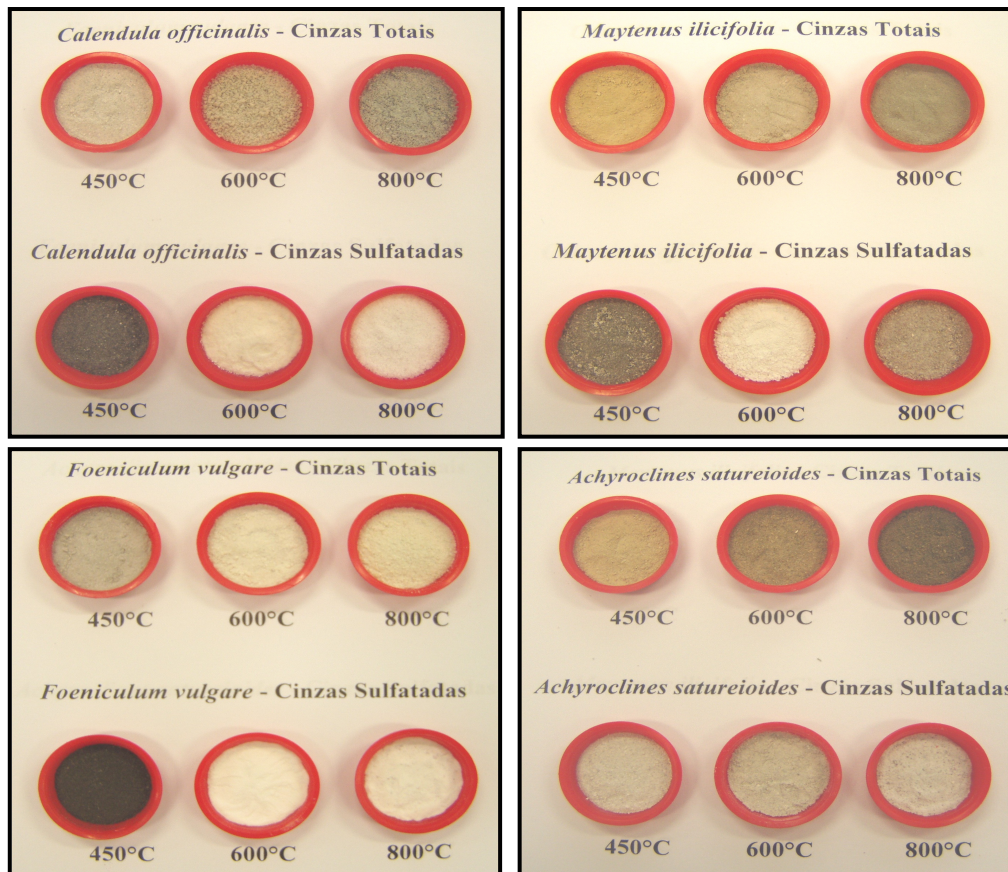 Calendula officinalis - Cinzas Totais
450°C 600°C 800°C
Calendula officinalis - Cinzas Sulfatadas
450°C 600°C 800°C
Maytenus ilicifolia - Cinzas Totais
450°C 600°C 800°C
Maytenus ilicifolia - Cinzas Sulfatadas
450°C 600°C 800°C
Foeniculum vulgare - Cinzas Totais
450°C 600°C 800°C
Foeniculum vulgare - Cinzas Sulfatadas
450°C 600°C 800°C
Achyroclines satureioides - Cinzas Totais
450°C 600°C 800°C
Achyroclines satureioides - Cinzas Sulfatadas
450°C 600°C 800°C